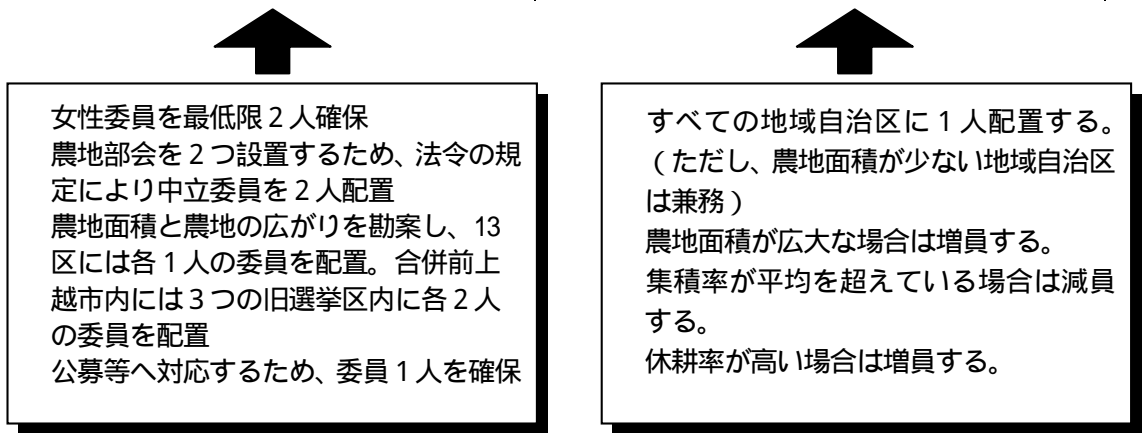 女性委員を最低限２人確保
農地部会を２つ設置するため、法令の規
定により中立委員を２人配置
農地面積と農地の広がりを勘案し、13
区には各１人の委員を配置。合併前上
越市内には３つの旧選挙区内に各２人
の委員を配置
公募等へ対応するため、委員１人を確保
すべての地域自治区に１人配置する。
（ただし、農地面積が少ない地域自治区
は兼務）
農地面積が広大な場合は増員する。
集積率が平均を超えている場合は減員
する。
休耕率が高い場合は増員する。